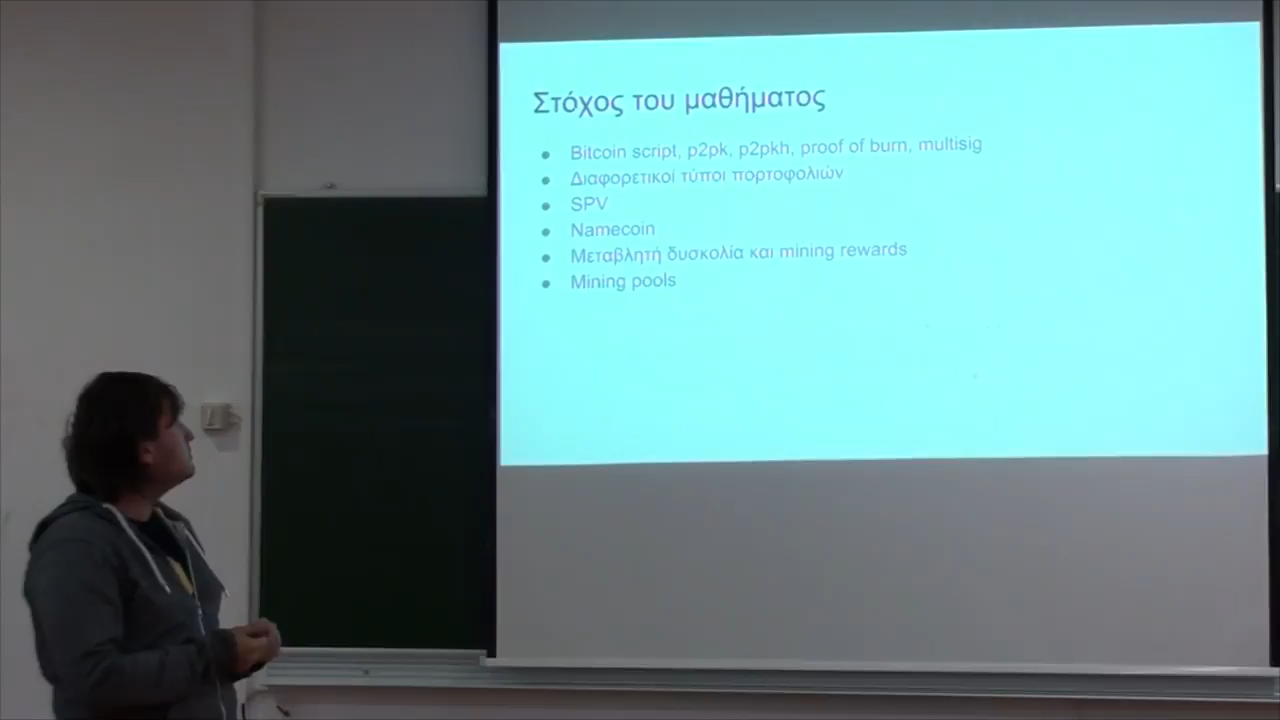 Στόχος του μαθήματος
Bitcoin script, p2pk, p2pkh, proof of burn, multisig
Διαφορετικοί τύποι πορτοφολιών
SPV
Namecoin
Μεταβλητή δυσκολία και mining rewards
Mining pools